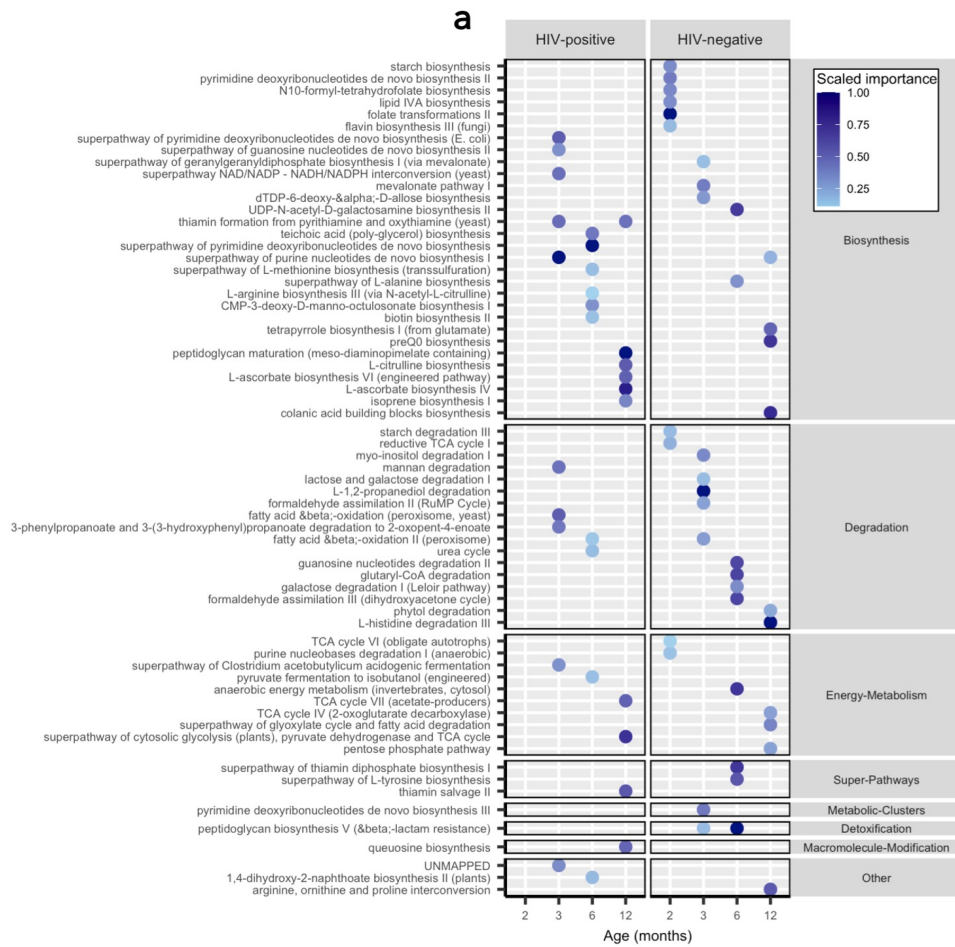 a
HIV-positive
HIV-negative
starch biosynthesis
pyrimidine deoxyribonucleotides de novo biosynthesis II
N10-formyl-tetrahydrofolate biosynthesis
lipid IVA biosynthesis
folate transformations II
flavin biosynthesis III (fungi)
superpathway of pyrimidine deoxyribonucleotides de novo biosynthesis (E. coli)
superpathway of guanosine nucleotides de novo biosynthesis II
superpathway of geranylgeranyldiphosphate biosynthesis I (via mevalonate)
superpathway NAD/NADP - NADH/NADPH interconversion (yeast)
mevalonate pathway I
dTDP-6-deoxy-&alpha;-D-allose biosynthesis
UDP-N-acetyl-D-galactosamine biosynthesis II
thiamin formation from pyrithiamine and oxythiamine (yeast)
teichoic acid (poly-glycerol) biosynthesis
superpathway of pyrimidine deoxyribonucleotides de novo biosynthesis
superpathway of purine nucleotides de novo biosynthesis I
superpathway of L-methionine biosynthesis (transsulfuration)
superpathway of L-alanine biosynthesis
L-arginine biosynthesis III (via N-acetyl-L-citrulline)
CMP-3-deoxy-D-manno-octulosonate biosynthesis I
biotin biosynthesis II
tetrapyrrole biosynthesis I (from glutamate)
preQ0 biosynthesis
peptidoglycan maturation (meso-diaminopimelate containing)
L-citrulline biosynthesis
L-ascorbate biosynthesis VI (engineered pathway)
L-ascorbate biosynthesis IV
isoprene biosynthesis I
colanic acid building blocks biosynthesis
Scaled importance
1.00
0.75
0.50
0.25
Biosynthesis
starch degradation III
reductive TCA cycle I
myo-inositol degradation I
mannan degradation
lactose and galactose degradation I
L-1,2-propanediol degradation
formaldehyde assimilation II (RuMP Cycle)
fatty acid &beta;-oxidation (peroxisome, yeast)
3-phenylpropanoate and 3-(3-hydroxyphenyl)propanoate degradation to 2-oxopent-4-enoate
fatty acid &beta;-oxidation II (peroxisome)
urea cycle
guanosine nucleotides degradation II
glutaryl-CoA degradation
galactose degradation I (Leloir pathway)
formaldehyde assimilation III (dihydroxyacetone cycle)
phytol degradation
L-histidine degradation III
Degradation
TCA cycle VI (obligate autotrophs)
purine nucleobases degradation I (anaerobic)
superpathway of Clostridium acetobutylicum acidogenic fermentation
pyruvate fermentation to isobutanol (engineered)
anaerobic energy metabolism (invertebrates, cytosol)
TCA cycle VII (acetate-producers)
TCA cycle IV (2-oxoglutarate decarboxylase)
superpathway of glyoxylate cycle and fatty acid degradation
superpathway of cytosolic glycolysis (plants), pyruvate dehydrogenase and TCA cycle
pentose phosphate pathway
Energy-Metabolism
superpathway of thiamin diphosphate biosynthesis I
superpathway of L-tyrosine biosynthesis
thiamin salvage II
Super-Pathways
pyrimidine deoxyribonucleotides de novo biosynthesis III
Metabolic-Clusters
peptidoglycan biosynthesis V (&beta;-lactam resistance)
Detoxification
queuosine biosynthesis
Macromolecule-Modification
UNMAPPED
1,4-dihydroxy-2-naphthoate biosynthesis II (plants)
arginine, ornithine and proline interconversion
Other
2 3 6 12
2 3 6 12
Age (months)